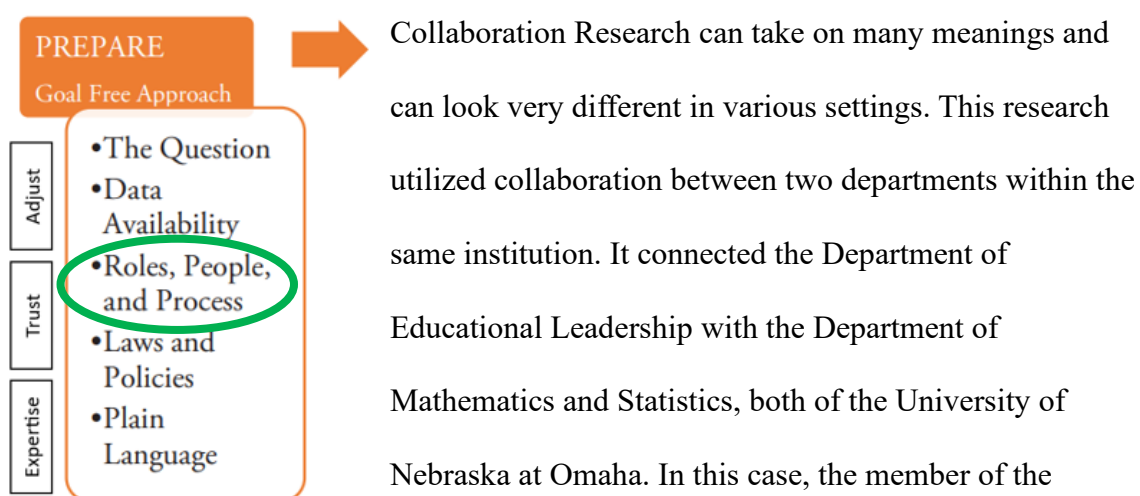 PREPARE
Goal Free Approach
Adjust
Trust
Expertise
•The Question
•Data
Availability
•Roles, People,
and Process
•Laws and
Policies
•Plain
Language
Collaboration Research can take on many meanings and
can look very different in various settings. This research
utilized collaboration between two departments within the
same institution. It connected the Department of
Educational Leadership with the Department of
Mathematics and Statistics, both of the University of
Nebraska at Omaha. In this case, the member of the